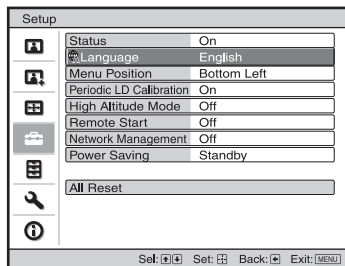 Setup
Status On
Language English
Menu Position Bottom Left
Periodic LD Calibration On
High Altitude Mode Off
Remote Start Off
Network Management Off
Power Saving Standby
All Reset
Sel: Set: Back: Exit: MENU